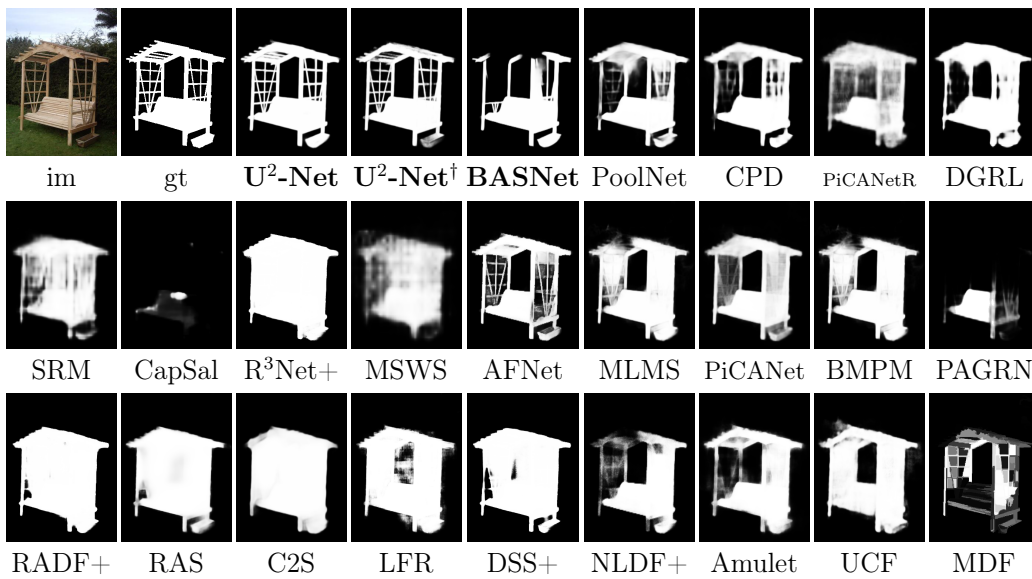 im gt U²-Net U²-Net† BASNet PoolNet CPD PiCANetR DGRL
SRM CapSal R³Net+ MSWS AFNet MLMS PiCANet BMPM PAGRN
RADF+ RAS C2S LFR DSS+ NLDF+ Amulet UCF MDF